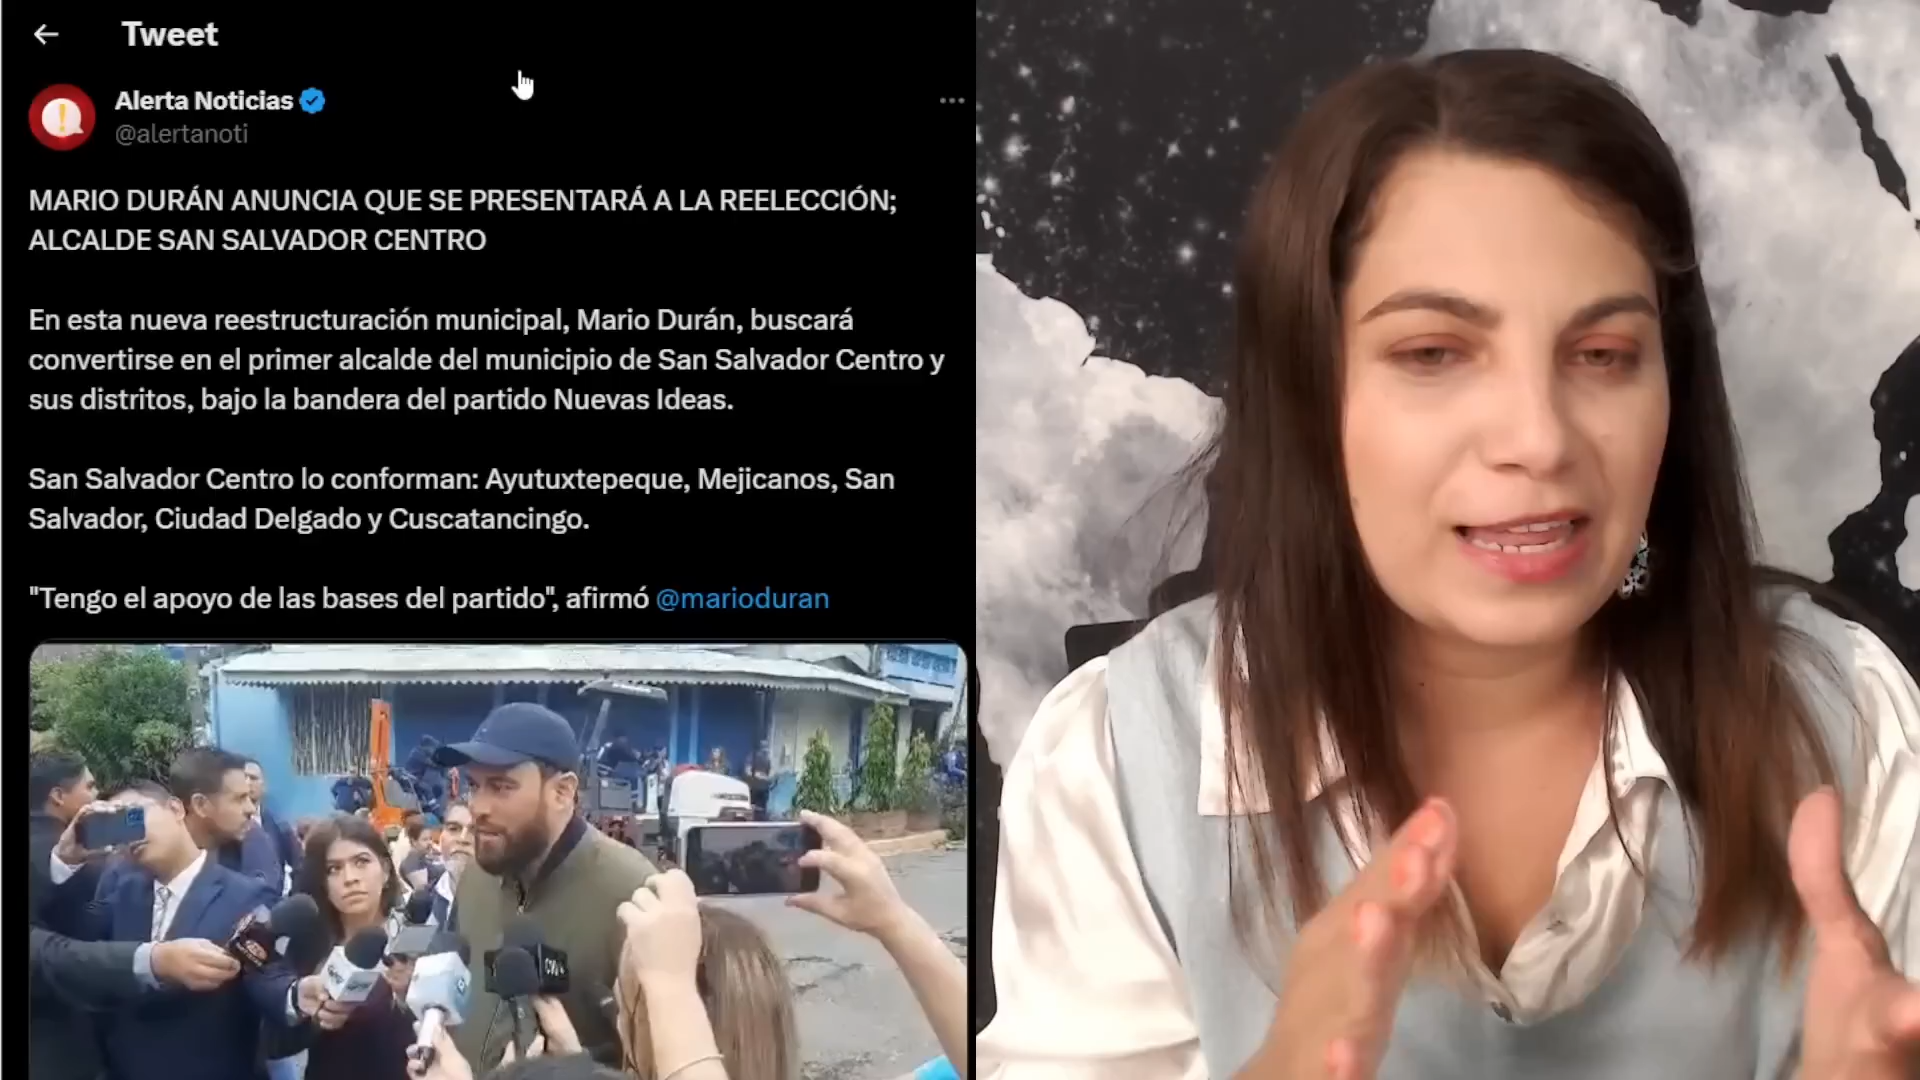 Tweet
Alerta Noticias
@alertanoti
MARIO DURÁN ANUNCIA QUE SE PRESENTARÁ A LA REELECCIÓN;
ALCALDE SAN SALVADOR CENTRO
En esta nueva reestructuración municipal, Mario Durán, buscará
convertirse en el primer alcalde del municipio de San Salvador Centro y
sus distritos, bajo la bandera del partido Nuevas Ideas.
San Salvador Centro lo conforman: Ayutuxtepeque, Mejicanos, San
Salvador, Ciudad Delgado y Cuscatancingo.
"Tengo el apoyo de las bases del partido", afirmó @marioduran